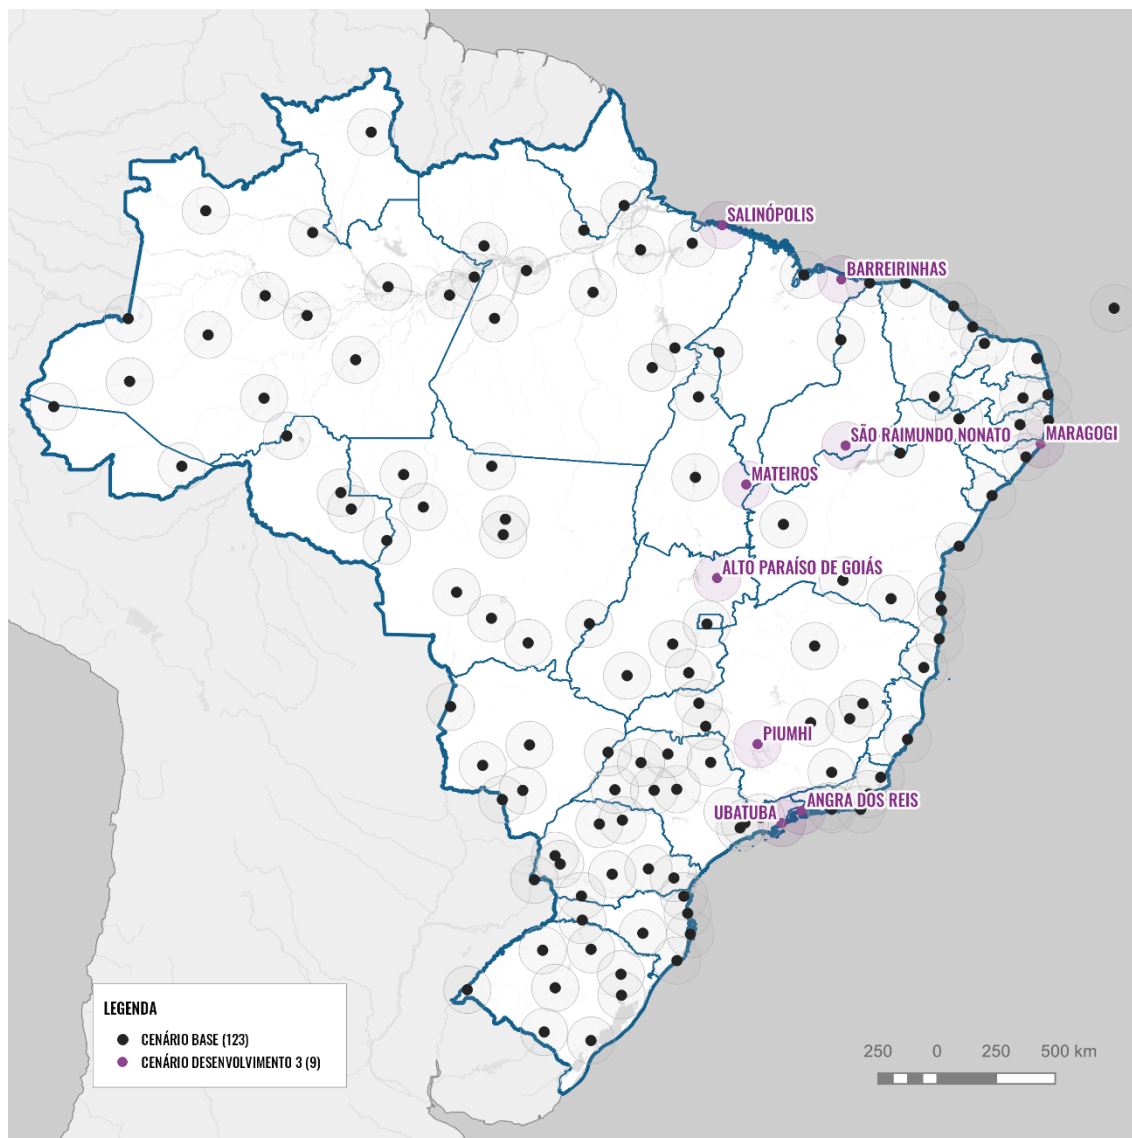 SALINÓPOLIS
BARREIRINHAS
SÃO RAIMUNDO NONATO
MARAGOGI
MATEIROS
ALTO PARAÍSO DE GOIÁS
PIUMHI
ANGRA DOS REIS
UBATUBA
LEGENDA
CENÁRIO BASE (123)
CENÁRIO DESENVOLVIMENTO 3 (9)
250 0 250 500 km